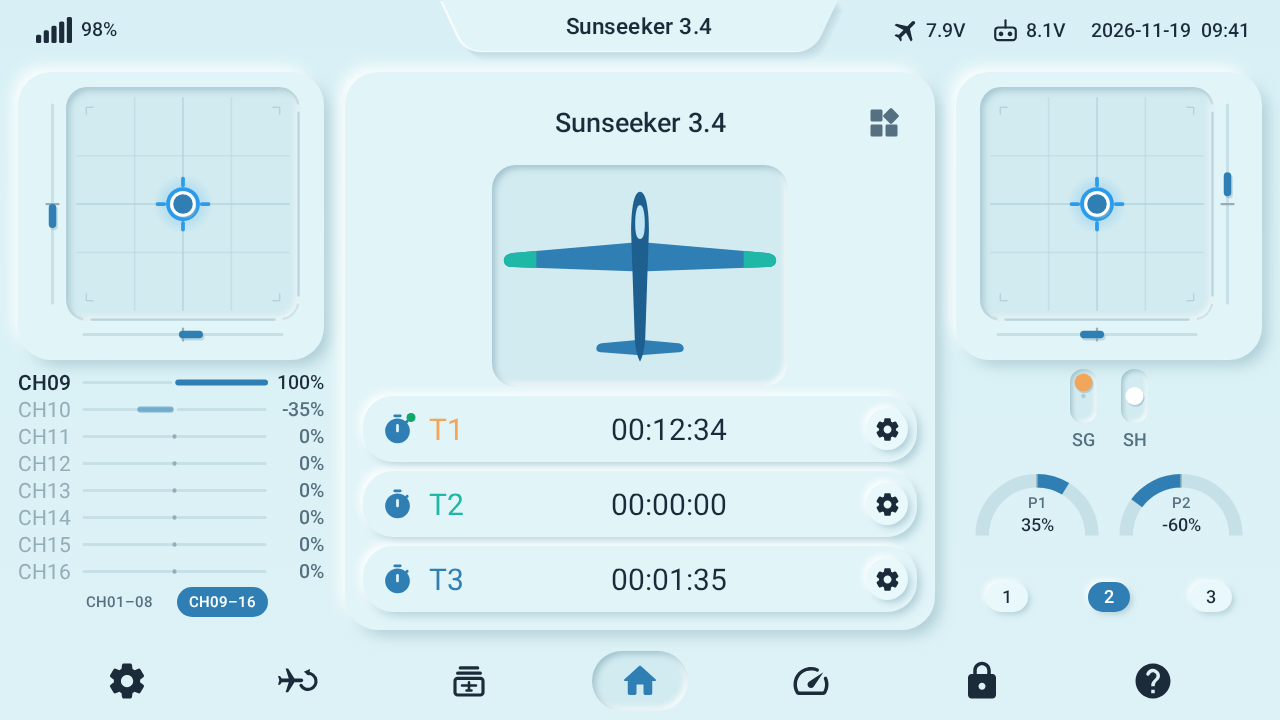 98%
Sunseeker 3.4
7.9V
8.1V
2026-11-19 09:41
Sunseeker 3.4
CH09 100%
CH10 -35%
CH11 0%
CH12 0%
CH13 0%
CH14 0%
CH15 0%
CH16 0%
CH01–08 CH09–16
T1 00:12:34
T2 00:00:00
T3 00:01:35
SG SH
P1 P2
35% -60%
1 2 3